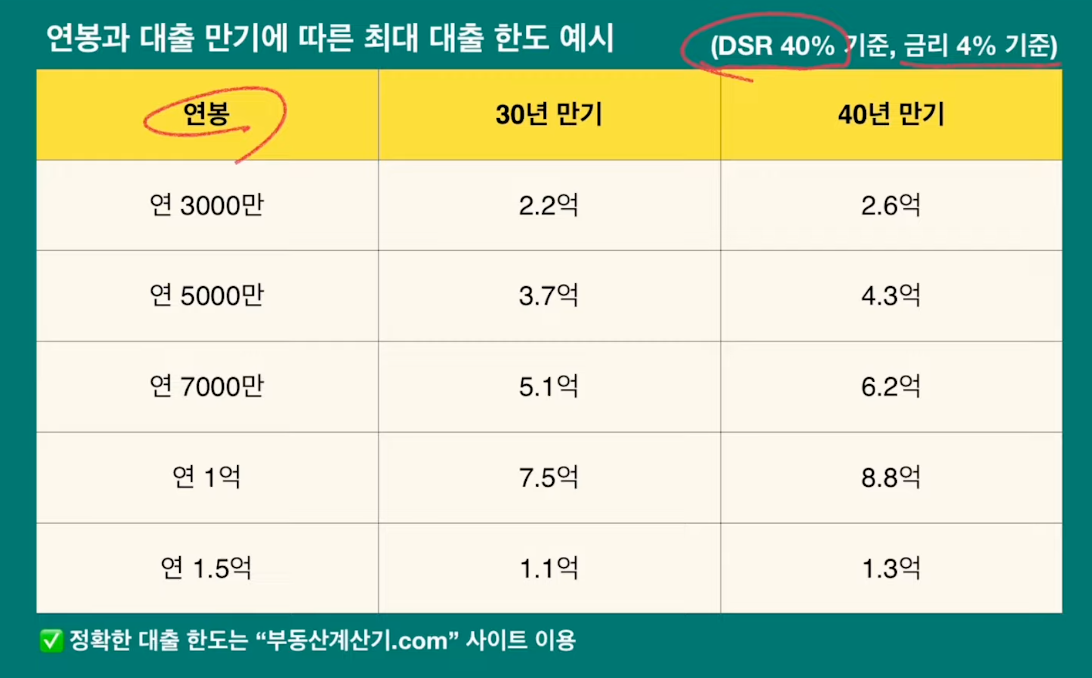 연봉과 대출 만기에 따른 최대 대출 한도 예시
(DSR 40% 기준, 금리 4% 기준)
연봉 30년 만기 40년 만기
연 3000만 2.2억 2.6억
연 5000만 3.7억 4.3억
연 7000만 5.1억 6.2억
연 1억 7.5억 8.8억
연 1.5억 1.1억 1.3억
✅ 정확한 대출 한도는 “부동산계산기.com” 사이트 이용